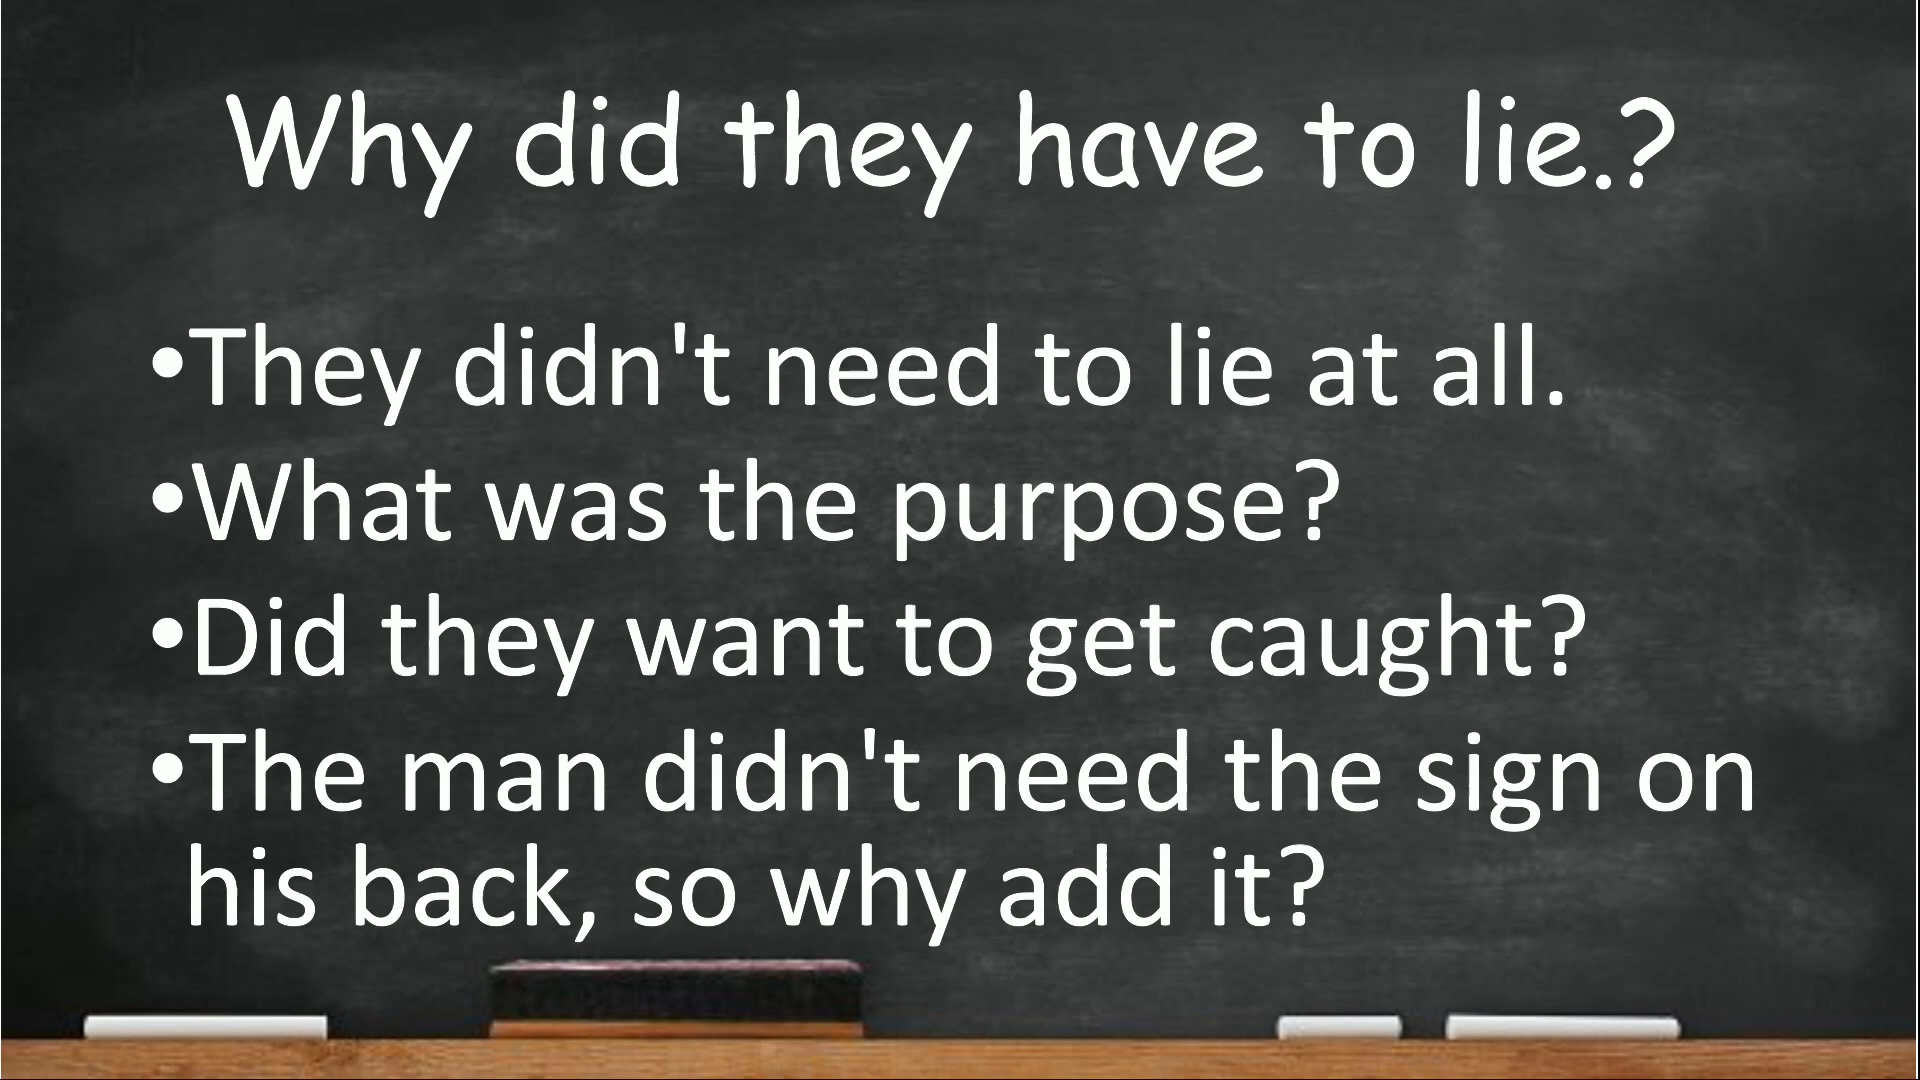 Why did they have to lie.?
•They didn't need to lie at all.
•What was the purpose?
•Did they want to get caught?
•The man didn't need the sign on
his back, so why add it?